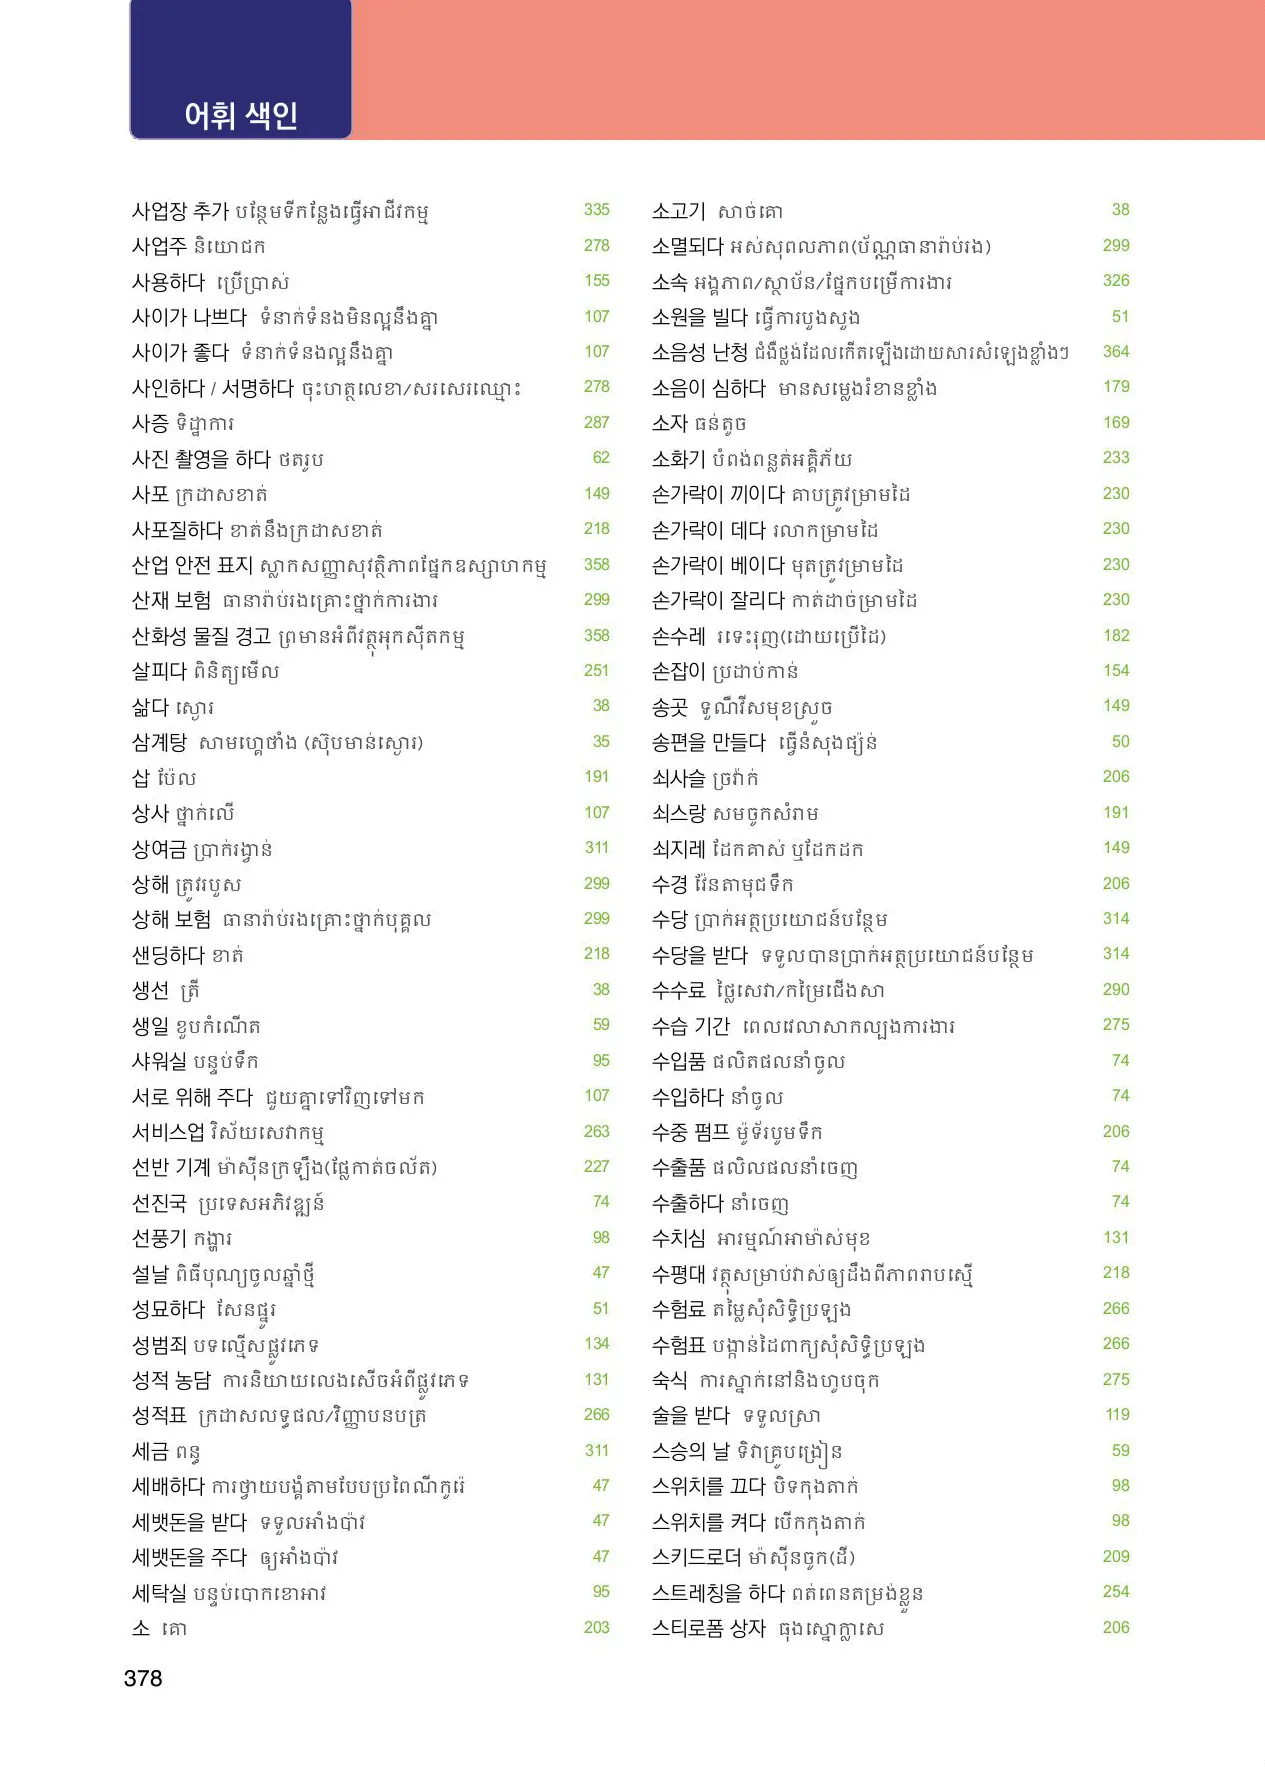 어휘 색인
사업장 추가 បន្ថែមទីកន្លែងធ្វើអាជីវកម្ម 335
사업주 និយោជក 278
사용하다 ប្រើប្រាស់ 155
사이가 나쁘다 ទំនាក់ទំនងមិនល្អនឹងគ្នា 107
사이가 좋다 ទំនាក់ទំនងល្អនឹងគ្នា 107
사인하다 / 서명하다 ចុះហត្ថលេខា/សរសេរឈ្មោះ 278
사증 ទិដ្ឋាការ 287
사진 촬영을 하다 ថតរូប 62
사포 ក្រដាសខាត់ 149
사포질하다 ខាត់នឹងក្រដាសខាត់ 218
산업 안전 표지 ស្លាកសញ្ញាសុវត្ថិភាពផ្នែកឧស្សាហកម្ម 358
산재 보험 ធានារ៉ាប់រងគ្រោះថ្នាក់ការងារ 299
산화성 물질 경고 ព្រមានអំពីវត្ថុអុកស៊ីតកម្ម 358
살피다 ពិនិត្យមើល 251
삶다 ស្ងោរ 38
삼계탕 សាមហ្គេថាំង (ស៊ុបមាន់ស្ងោរ) 35
삽 ប៉ែល 191
상사 ថ្នាក់លើ 107
상여금 ប្រាក់រង្វាន់ 311
상해 ត្រូវរបួស 299
상해 보험 ធានារ៉ាប់រងគ្រោះថ្នាក់បុគ្គល 299
샌딩하다 ខាត់ 218
생선 ត្រី 38
생일 ខួបកំណើត 59
샤워실 បន្ទប់ទឹក 95
서로 위해 주다 ជួយគ្នាទៅវិញទៅមក 107
서비스업 វិស័យសេវាកម្ម 263
선반 기계 ម៉ាស៊ីនក្រឡឹង(ផ្លែកាត់ចល័ត) 227
선진국 ប្រទេសអភិវឌ្ឍន៍ 74
선풍기 កង្ហារ 98
설날 ពិធីបុណ្យចូលឆ្នាំថ្មី 47
성묘하다 សែនផ្នូរ 51
성범죄 បទល្មើសផ្លូវភេទ 134
성적 농담 ការនិយាយលេងសើចអំពីផ្លូវភេទ 131
성적표 ក្រដាសលទ្ធផល/វិញ្ញាបនបត្រ 266
세금 ពន្ធ 311
세배하다 ការថ្វាយបង្គំតាមបែបប្រពៃណីកូរ៉េ 47
세뱃돈을 받다 ទទួលអាំងប៉ាវ 47
세뱃돈을 주다 ឲ្យអាំងប៉ាវ 47
세탁실 បន្ទប់បោកខោអាវ 95
소 គោ 203
소고기 សាច់គោ 38
소멸되다 អស់សុពលភាព(ប័ណ្ណធានារ៉ាប់រង) 299
소속 អង្គភាព/ស្ថាប័ន/ផ្នែកបម្រើការងារ 326
소원을 빌다 ធ្វើការបួងសួង 51
소음성 난청 ជំងឺថ្លង់ដែលកើតឡើងដោយសារសំឡេងខ្លាំងៗ 364
소음이 심하다 មានសម្លេងរំខានខ្លាំង 179
소자 ធន់តូច 169
소화기 បំពង់ពន្លត់អគ្គិភ័យ 233
손가락이 끼이다 គាបត្រូវម្រាមដៃ 230
손가락이 데다 រលាកម្រាមដៃ 230
손가락이 베이다 មុតត្រូវម្រាមដៃ 230
손가락이 잘리다 កាត់ដាច់ម្រាមដៃ 230
손수레 រទេះរុញ(ដោយប្រើដៃ) 182
손잡이 ប្រដាប់កាន់ 154
송곳 ទួណឺវីសមុខស្រួច 149
송편을 만들다 ធ្វើនំសុងផ្យ៉ន់ 50
쇠사슬 ច្រវ៉ាក់ 206
쇠스랑 សមចូកសំរាម 191
쇠지레 ដែកគាស់ ឬដែកដក 149
수경 វ៉ែនតាមុជទឹក 206
수당 ប្រាក់អត្ថប្រយោជន៍បន្ថែម 314
수당을 받다 ទទួលបានប្រាក់អត្ថប្រយោជន៍បន្ថែម 314
수수료 ថ្លៃសេវា/កម្រៃជើងសា 290
수습 기간 ពេលវេលាសាកល្បងការងារ 275
수입품 ផលិតផលនាំចូល 74
수입하다 នាំចូល 74
수중 펌프 ម៉ូទ័របូមទឹក 206
수출품 ផលិលផលនាំចេញ 74
수출하다 នាំចេញ 74
수치심 អារម្មណ៍អាម៉ាស់មុខ 131
수평대 វត្ថុសម្រាប់វាស់ឲ្យដឹងពីភាពរាបស្មើ 218
수험료 តម្លៃសុំសិទ្ធិប្រឡង 266
수험표 បង្កាន់ដៃពាក្យសុំសិទ្ធិប្រឡង 266
숙식 ការស្នាក់នៅនិងហូបចុក 275
술을 받다 ទទួលស្រា 119
스승의 날 ទិវាគ្រូបង្រៀន 59
스위치를 끄다 បិទកុងតាក់ 98
스위치를 켜다 បើកកុងតាក់ 98
스키드로더 ម៉ាស៊ីនចូក(ដី) 209
스트레칭을 하다 ពត់ពេនតម្រង់ខ្លួន 254
스티로폼 상자 ធុងស្នោក្លាសេ 206
378